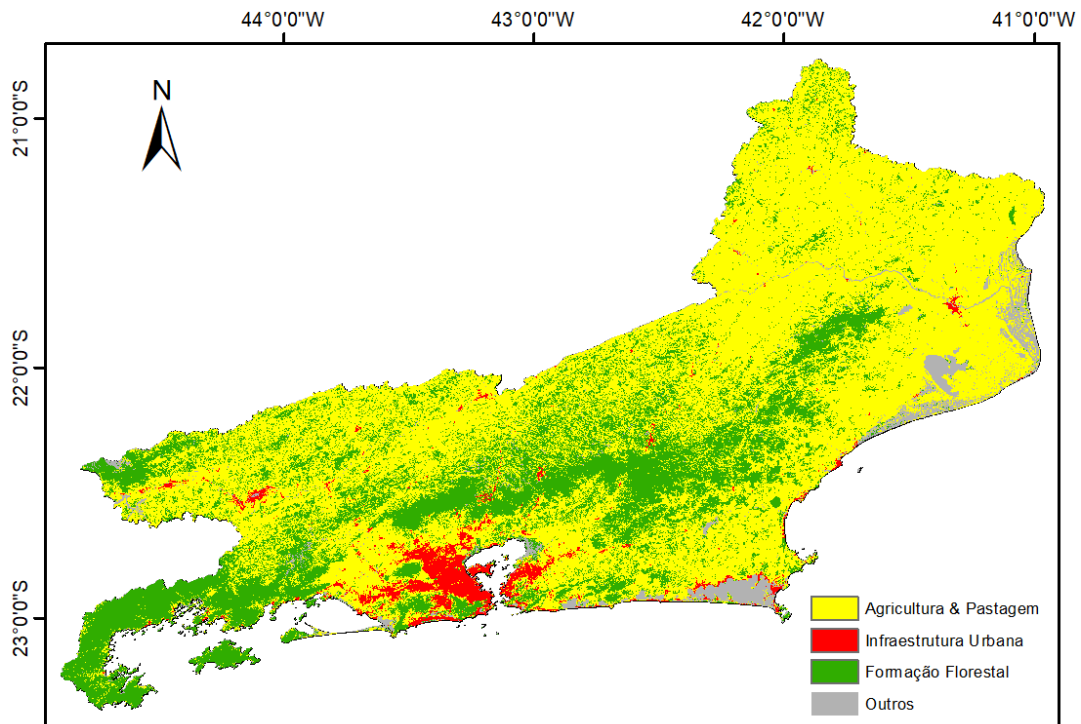 44°0'0"W
43°0'0"W
42°0'0"W
41°0'0"W
N
21°0'0"S
22°0'0"S
23°0'0"S
Agricultura & Pastagem
Infraestrutura Urbana
Formação Florestal
Outros